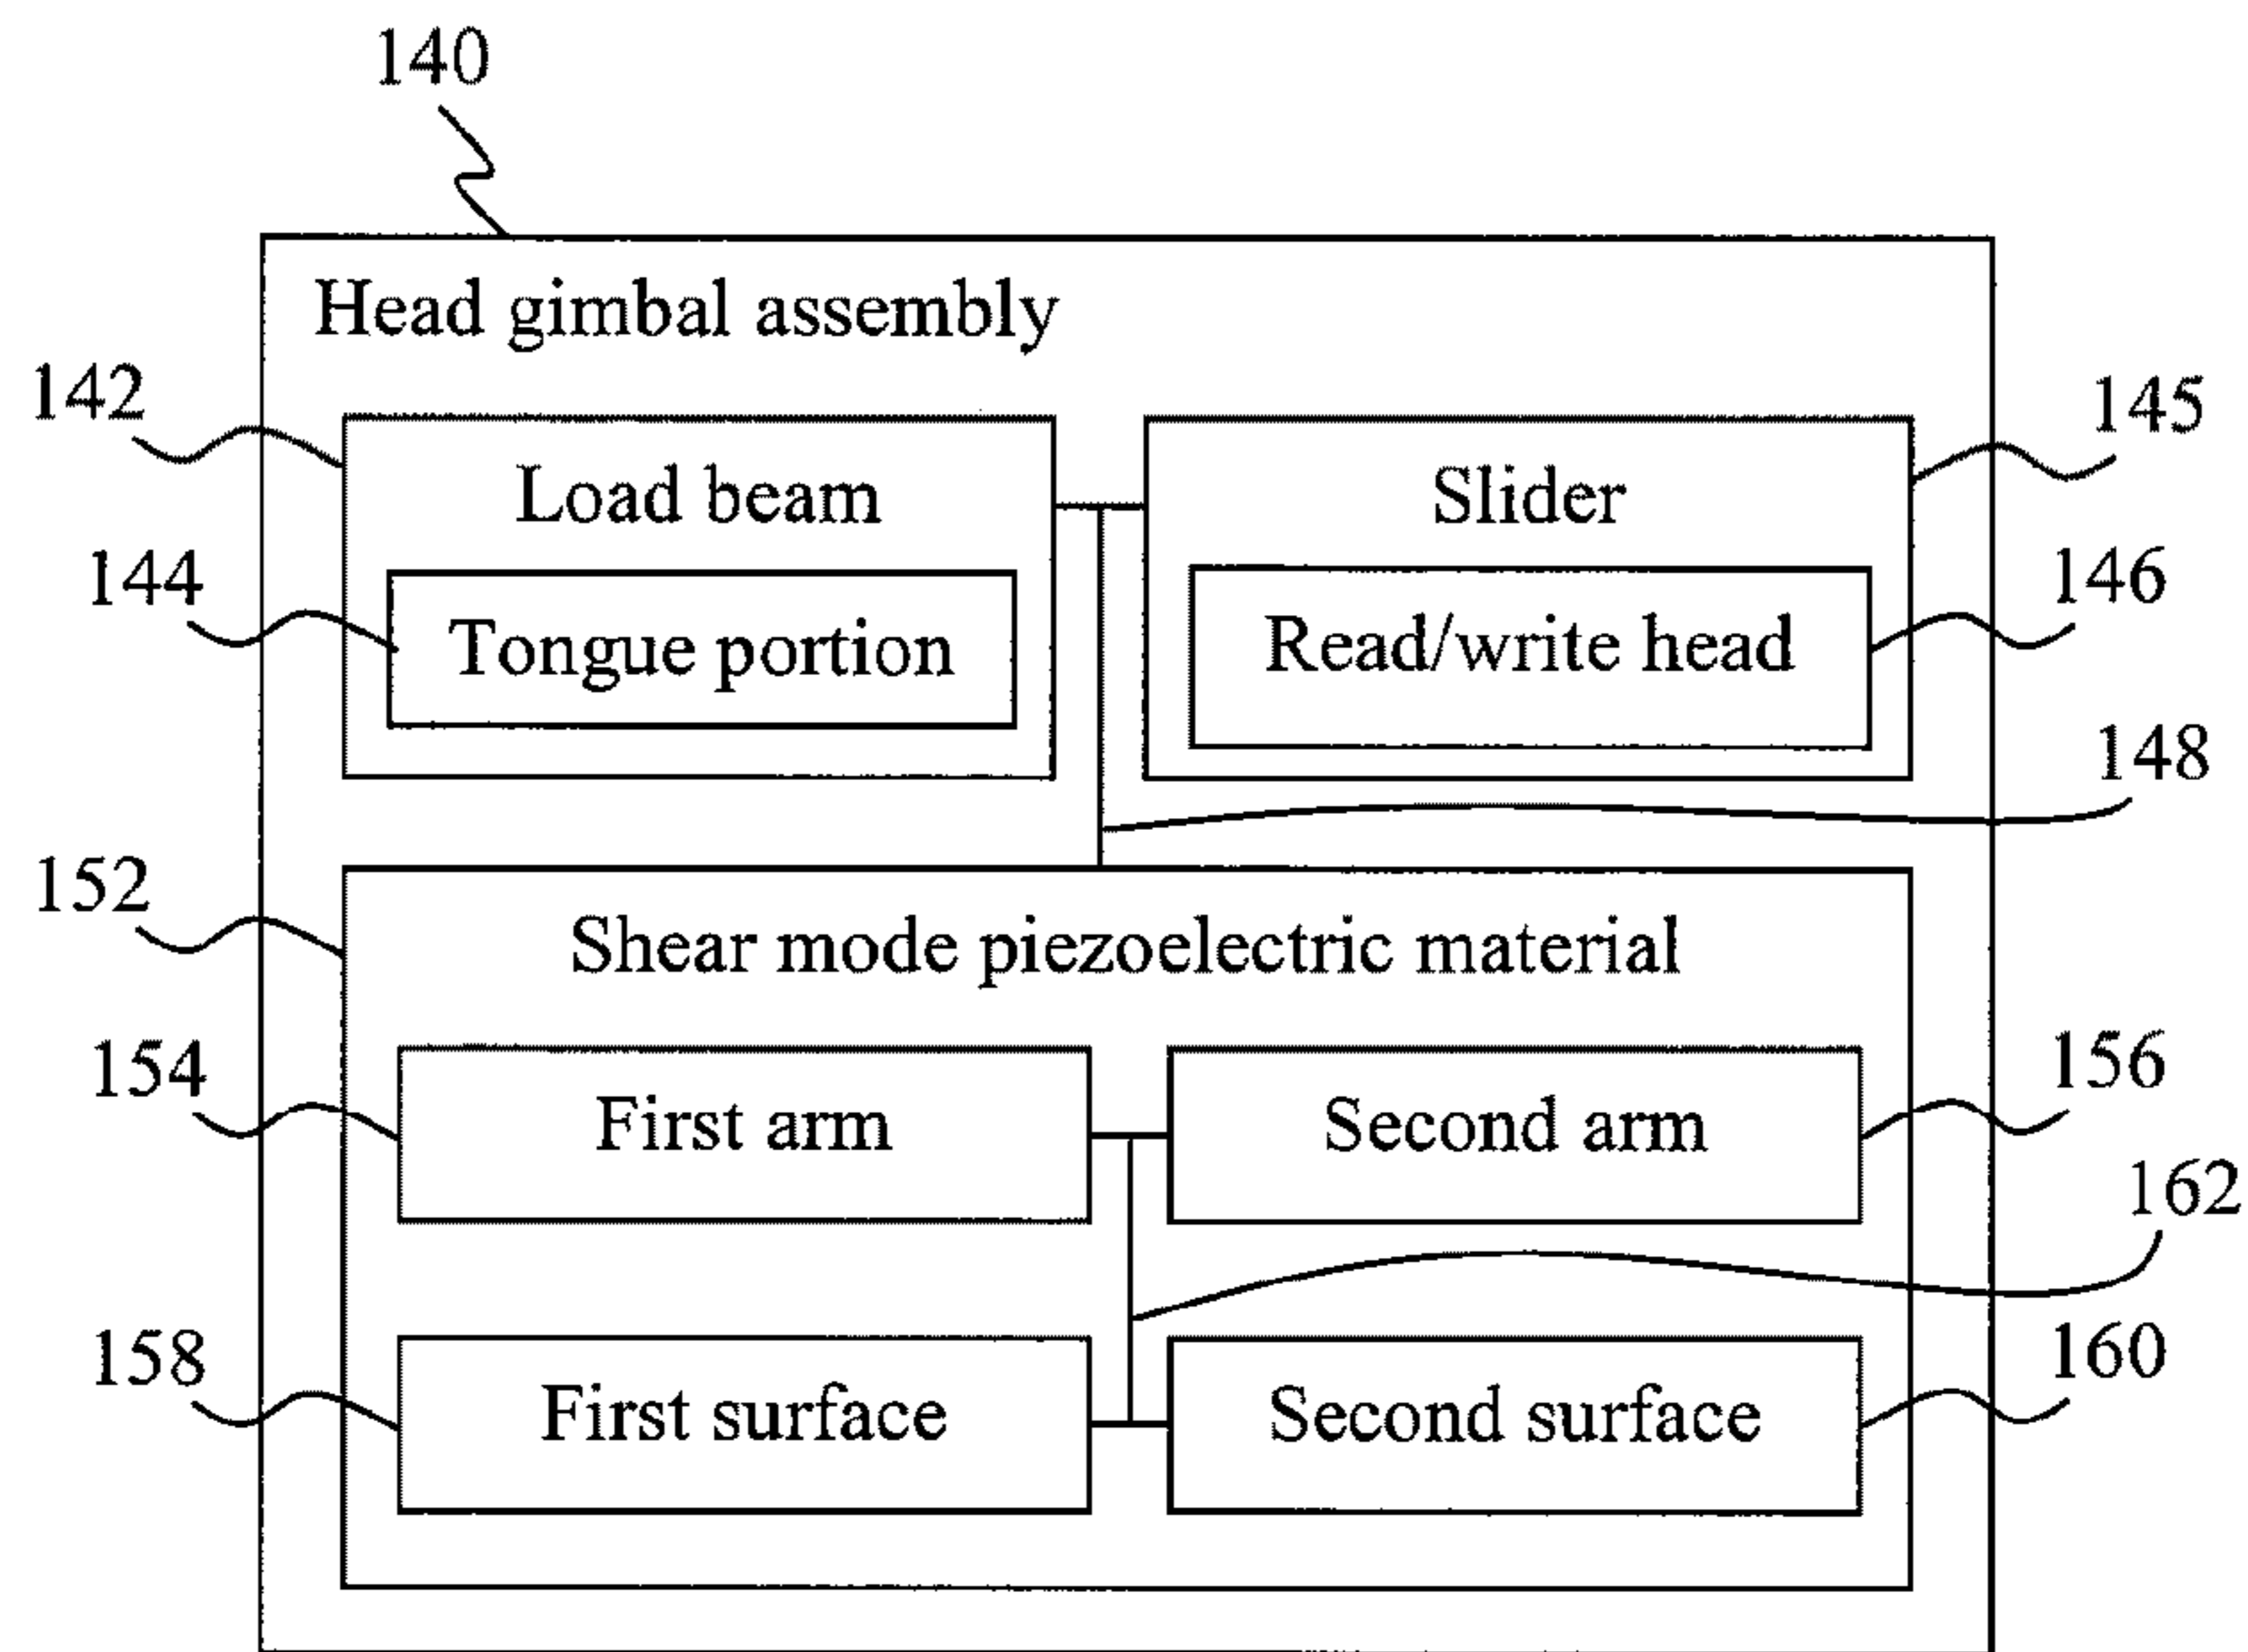 140
Head gimbal assembly
142
145
Load beam
Slider
144
146
Tongue portion
Read/write head
148
152
Shear mode piezoelectric material
154
156
First arm
Second arm
162
158
160
First surface
Second surface